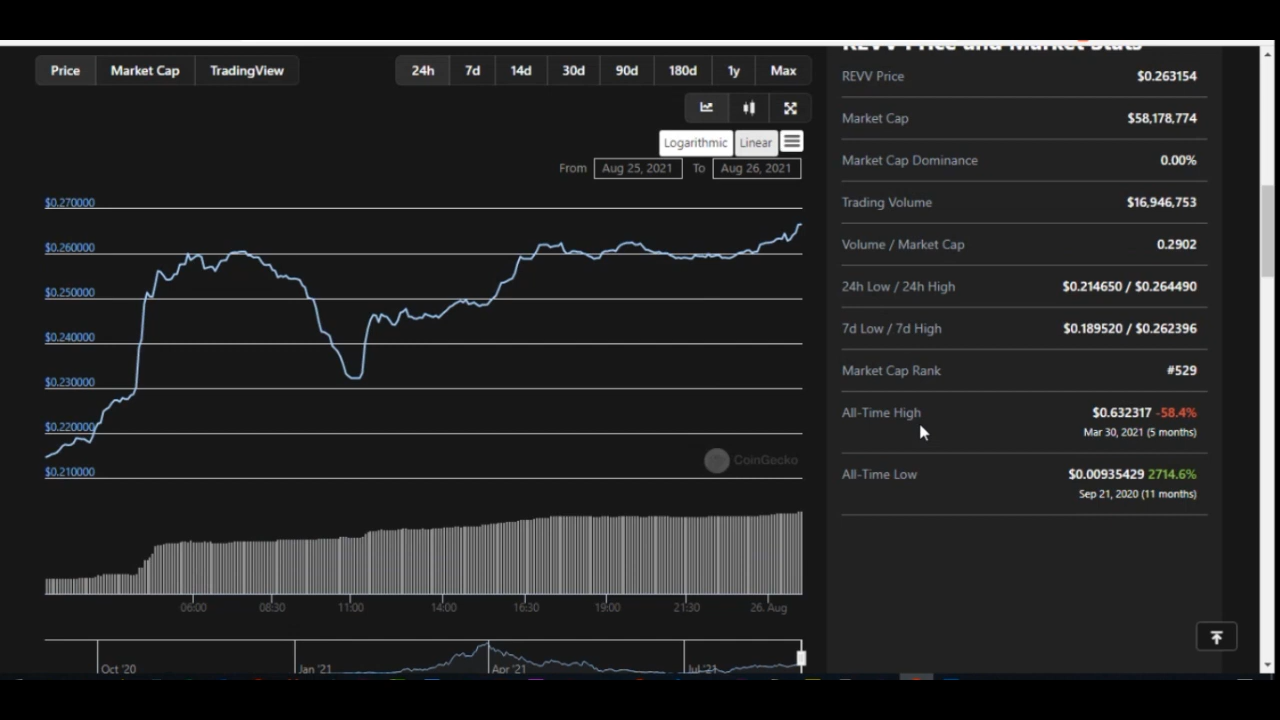 REVV Price and Market Stats
Price Market Cap TradingView 24h 7d 14d 30d 90d 180d 1y Max
REVV Price $0.263154
Logarithmic Linear
Market Cap $58,178,774
From Aug 25, 2021 To Aug 26, 2021
Market Cap Dominance 0.00%
Trading Volume $16,946,753
Volume / Market Cap 0.2902
24h Low / 24h High $0.214650 / $0.264490
7d Low / 7d High $0.189520 / $0.262396
Market Cap Rank #529
All-Time High $0.632317 -58.4%
Mar 30, 2021 (5 months)
All-Time Low $0.00935429 2714.6%
Sep 21, 2020 (11 months)
$0.270000
$0.260000
$0.250000
$0.240000
$0.230000
$0.220000
$0.210000
CoinGecko
06:00 08:30 11:00 14:00 16:30 19:00 21:30 26. Aug
Oct '20 Jan '21 Apr '21 Jul '21